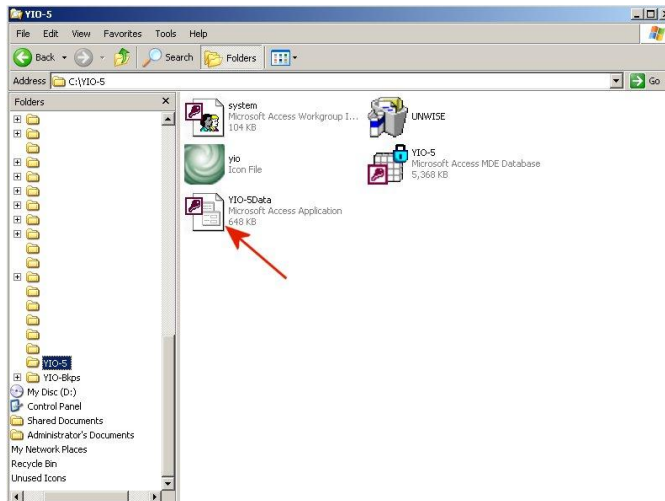 YIO-5
File Edit View Favorites Tools Help
Back Search Folders
Address C:\YIO-5 Go
Folders x
YIO-5
YIO-Bkps
My Disc (D:)
Control Panel
Shared Documents
Administrator's Documents
My Network Places
Recycle Bin
Unused Icons
system
Microsoft Access Workgroup I...
104 KB
UNWISE
yio
Icon File
YIO-5
Microsoft Access MDE Database
5,368 KB
YIO-5Data
Microsoft Access Application
648 KB